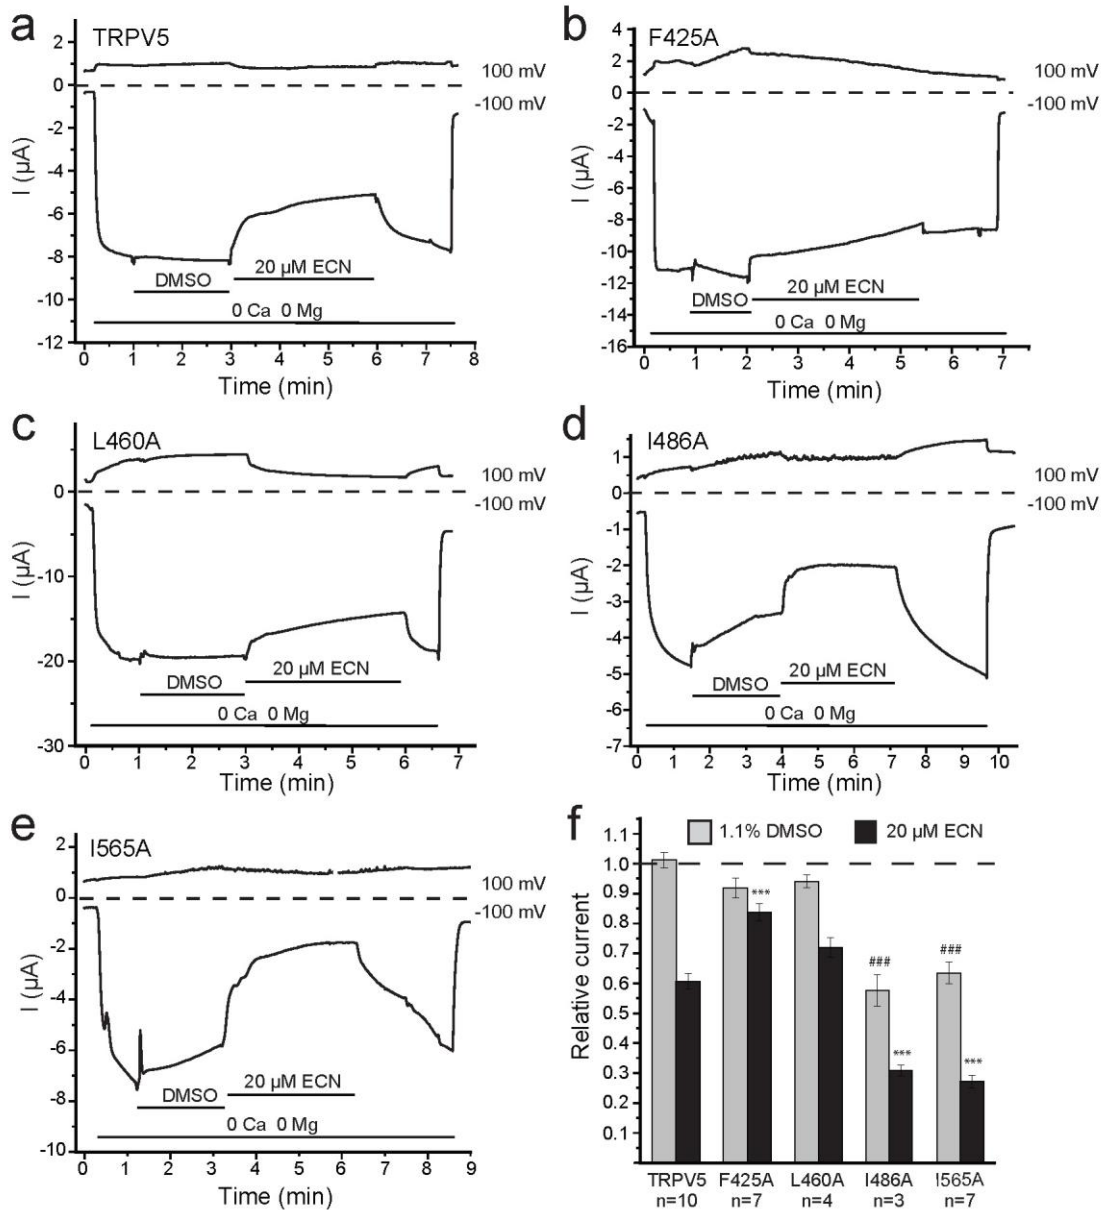 a
TRPV5
2
0
-2
-4
-6
-8
-10
-12
I (µA)
100 mV
-100 mV
DMSO
20 µM ECN
0 Ca 0 Mg
0 1 2 3 4 5 6 7 8
Time (min)
b
F425A
4
2
0
-2
-4
-6
-8
-10
-12
-14
-16
I (µA)
100 mV
-100 mV
DMSO
20 µM ECN
0 Ca 0 Mg
0 1 2 3 4 5 6 7
Time (min)
c
L460A
0
-10
-20
-30
I (µA)
100 mV
-100 mV
20 µM ECN
DMSO
0 Ca 0 Mg
0 1 2 3 4 5 6 7
Time (min)
d
I486A
1
0
-1
-2
-3
-4
-5
-6
-7
I (µA)
100 mV
-100 mV
20 µM ECN
DMSO
0 Ca 0 Mg
0 1 2 3 4 5 6 7 8 9 10
Time (min)
e
I565A
2
0
-2
-4
-6
-8
-10
I (µA)
100 mV
-100 mV
DMSO
20 µM ECN
0 Ca 0 Mg
0 1 2 3 4 5 6 7 8 9
Time (min)
f
1.1% DMSO
20 µM ECN
1.1
1.0
0.9
0.8
0.7
0.6
0.5
0.4
0.3
0.2
0.1
Relative current
***
###
***
###
***
TRPV5 F425A L460A I486A I565A
n=10 n=7 n=4 n=3 n=7